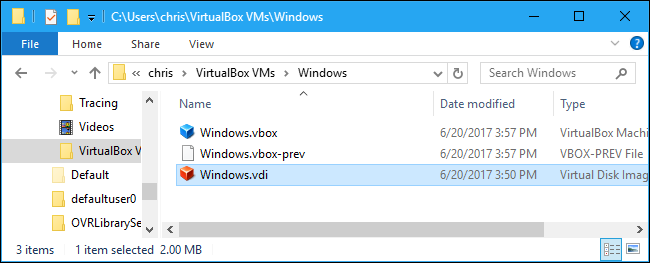 C:\Users\chris\VirtualBox VMs\Windows
File Home Share View
chris VirtualBox VMs Windows Search Windows
Tracing
Videos
VirtualBox V
Default
defaultuser0
OVRLibrarySe
Name Date modified Type
Windows.vbox 6/20/2017 3:57 PM VirtualBox Machi
Windows.vbox-prev 6/20/2017 3:57 PM VBOX-PREV File
Windows.vdi 6/20/2017 3:50 PM Virtual Disk Imag
3 items 1 item selected 2.00 MB